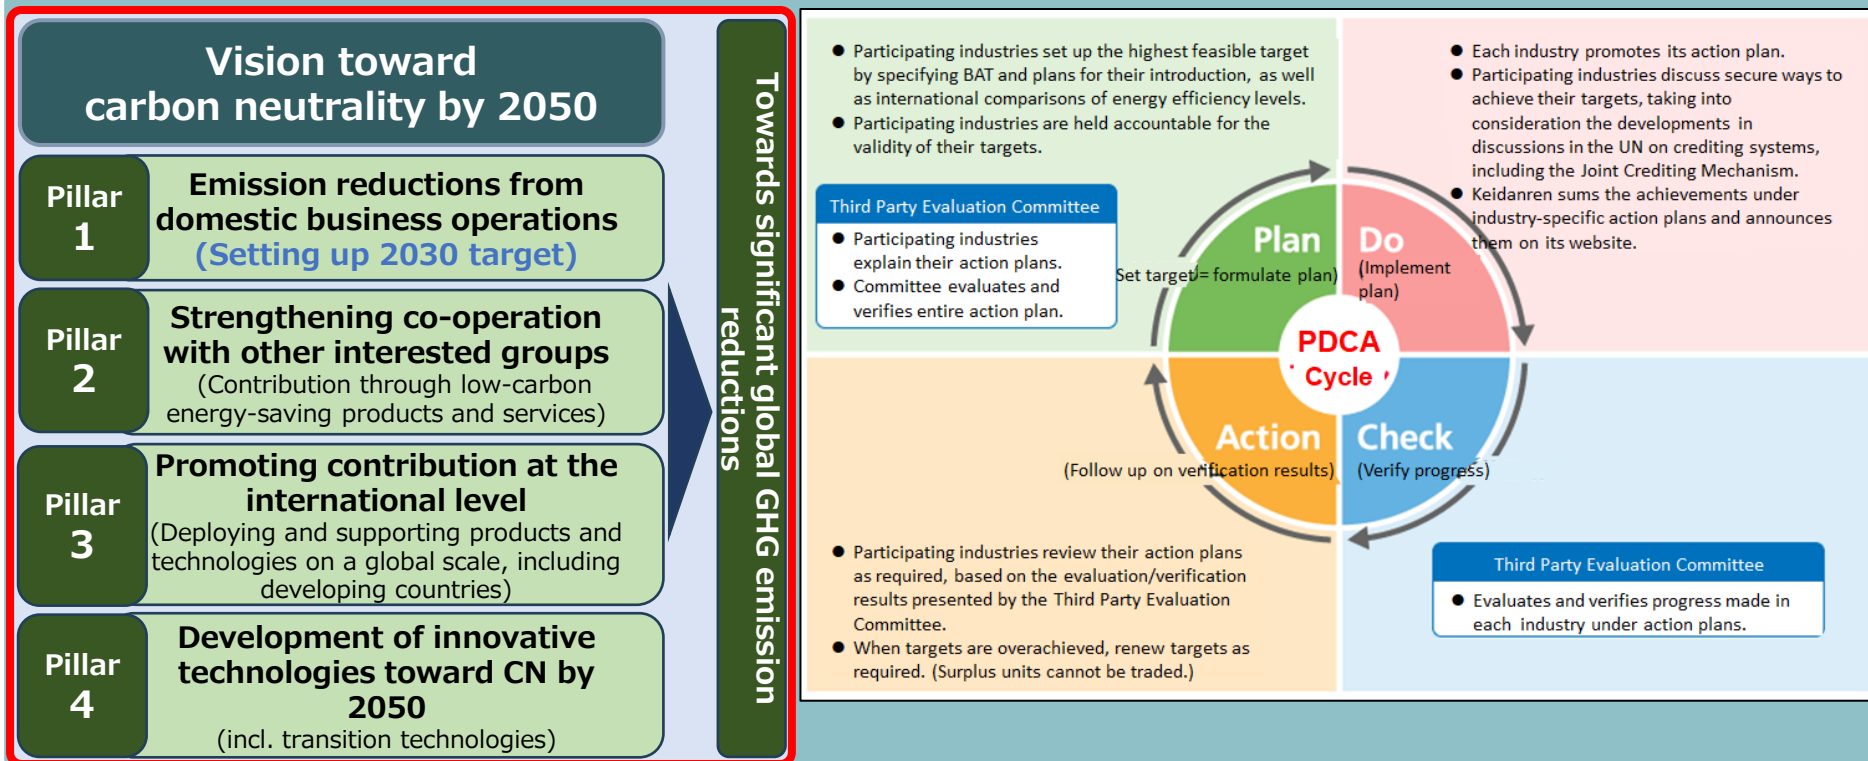 Vision toward
carbon neutrality by 2050
Pillar
1
Emission reductions from
domestic business operations
(Setting up 2030 target)
Pillar
2
Strengthening co-operation
with other interested groups
(Contribution through low-carbon
energy-saving products and services)
Pillar
3
Promoting contribution at the
international level
(Deploying and supporting products and
technologies on a global scale, including
developing countries)
Pillar
4
Development of innovative
technologies toward CN by
2050
(incl. transition technologies)
Towards significant global GHG emission
reductions
● Participating industries set up the highest feasible target
by specifying BAT and plans for their introduction, as well
as international comparisons of energy efficiency levels.
● Participating industries are held accountable for the
validity of their targets.
Third Party Evaluation Committee
● Participating industries
explain their action plans.
● Committee evaluates and
verifies entire action plan.
● Each industry promotes its action plan.
● Participating industries discuss secure ways to
achieve their targets, taking into
consideration the developments in
discussions in the UN on crediting systems,
including the Joint Crediting Mechanism.
● Keidanren sums the achievements under
industry-specific action plans and announces
them on its website.
Plan
Set target/= formulate plan)
Do
(Implement
plan)
PDCA
Cycle
Action
(Follow up on verification results)
Check
(Verify progress)
● Participating industries review their action plans
as required, based on the evaluation/verification
results presented by the Third Party Evaluation
Committee.
● When targets are overachieved, renew targets as
required. (Surplus units cannot be traded.)
Third Party Evaluation Committee
● Evaluates and verifies progress made in
each industry under action plans.